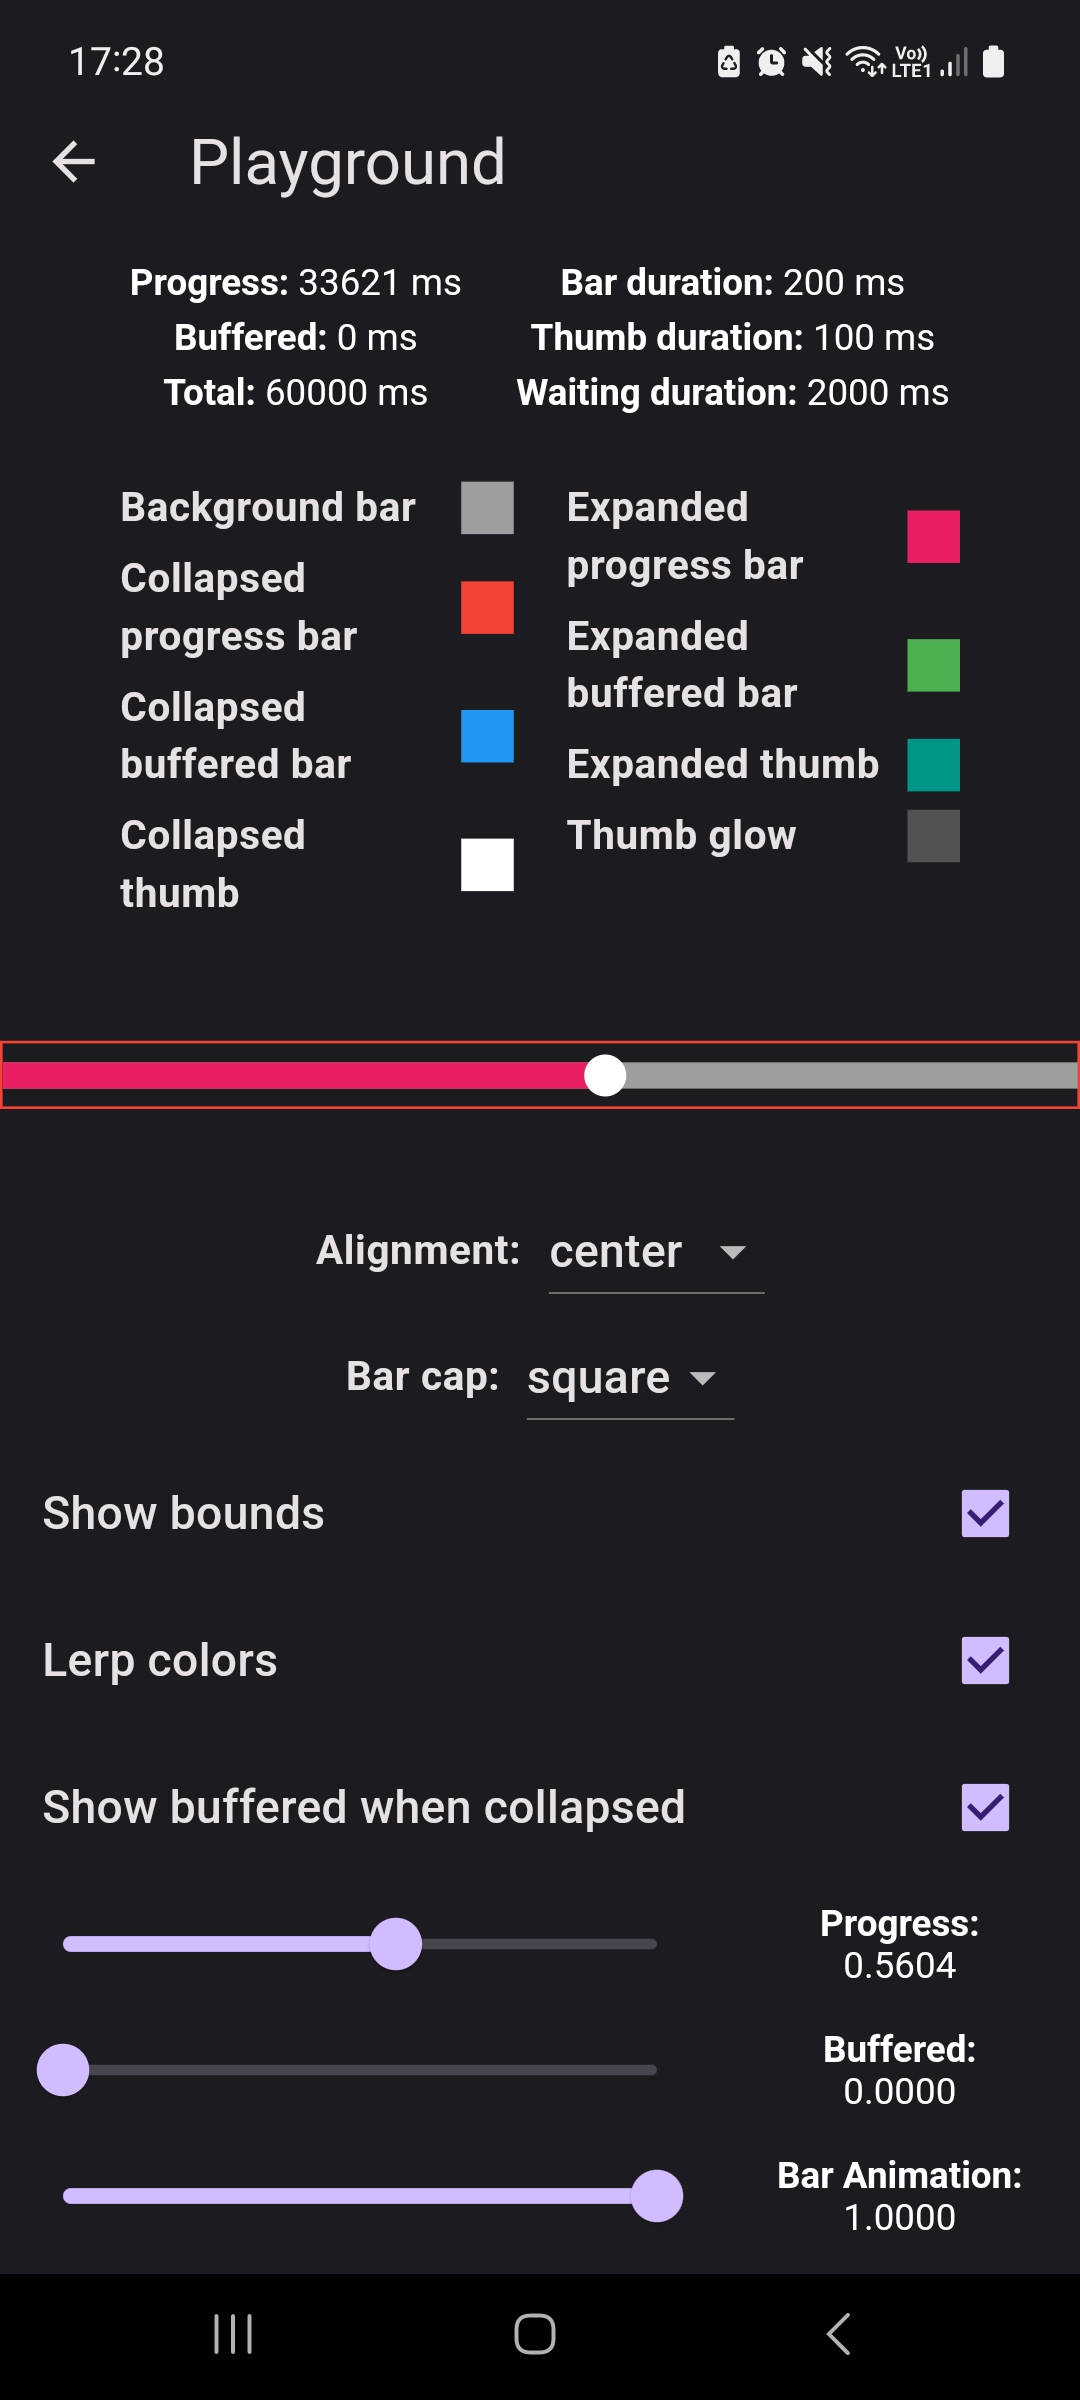 17:28
Vo))
LTE1
Playground
Progress: 33621 ms
Buffered: 0 ms
Total: 60000 ms
Bar duration: 200 ms
Thumb duration: 100 ms
Waiting duration: 2000 ms
Background bar
Collapsed
progress bar
Collapsed
buffered bar
Collapsed
thumb
Expanded
progress bar
Expanded
buffered bar
Expanded thumb
Thumb glow
Alignment: center
Bar cap: square
Show bounds
Lerp colors
Show buffered when collapsed
Progress:
0.5604
Buffered:
0.0000
Bar Animation:
1.0000